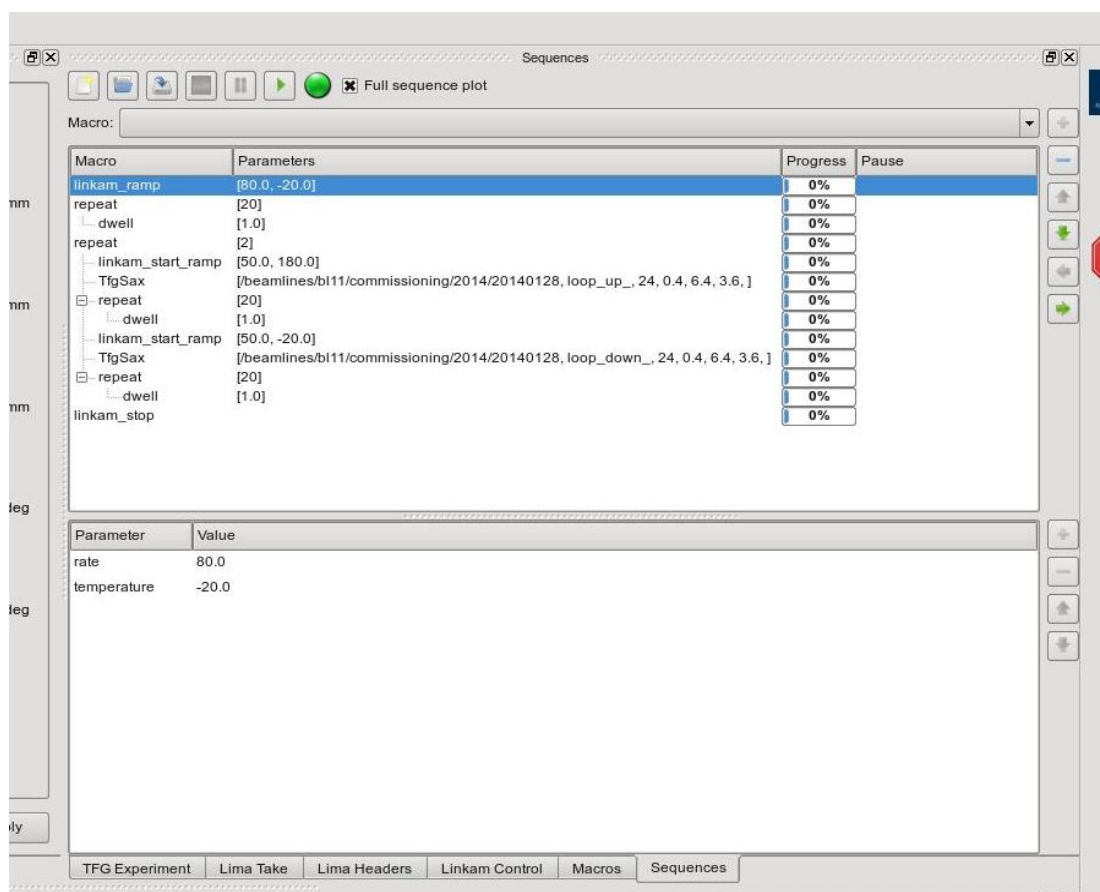 Sequences
Full sequence plot
Macro:
Macro Parameters Progress Pause
linkam_ramp [80.0, -20.0] 0%
repeat [20] 0%
dwell [1.0] 0%
repeat [2] 0%
linkam_start_ramp [50.0, 180.0] 0%
TfgSax [/beamlines/bl11/commissioning/2014/20140128, loop_up_, 24, 0.4, 6.4, 3.6, ] 0%
repeat [20] 0%
dwell [1.0] 0%
linkam_start_ramp [50.0, -20.0] 0%
TfgSax [/beamlines/bl11/commissioning/2014/20140128, loop_down_, 24, 0.4, 6.4, 3.6, ] 0%
repeat [20] 0%
dwell [1.0] 0%
linkam_stop 0%
mm
mm
mm
deg
deg
Parameter Value
rate 80.0
temperature -20.0
TFG Experiment Lima Take Lima Headers Linkam Control Macros Sequences